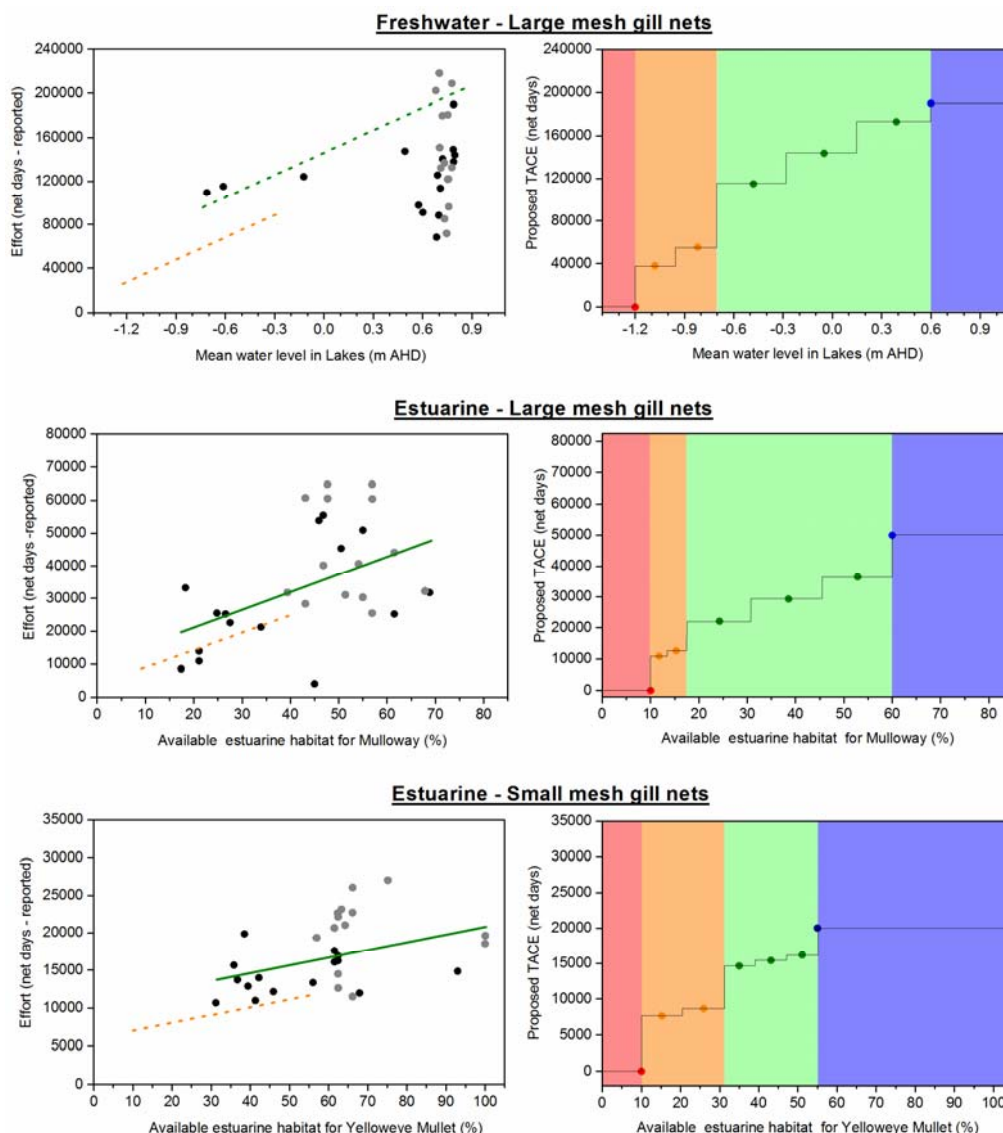 Freshwater - Large mesh gill nets
Effort (net days - reported)
240000
200000
160000
120000
80000
40000
0
-1.2 -0.9 -0.6 -0.3 0.0 0.3 0.6 0.9
Mean water level in Lakes (m AHD)
Proposed TACE (net days)
240000
200000
160000
120000
80000
40000
0
-1.2 -0.9 -0.6 -0.3 0.0 0.3 0.6 0.9
Mean water level in Lakes (m AHD)
Estuarine - Large mesh gill nets
Effort (net days -reported)
80000
70000
60000
50000
40000
30000
20000
10000
0
0 10 20 30 40 50 60 70 80
Available estuarine habitat for Mulloway (%)
Proposed TACE (net days)
80000
70000
60000
50000
40000
30000
20000
10000
0
0 10 20 30 40 50 60 70 80
Available estuarine habitat for Mulloway (%)
Estuarine - Small mesh gill nets
Effort (net days - reported)
35000
30000
25000
20000
15000
10000
5000
0
0 10 20 30 40 50 60 70 80 90 100
Available estuarine habitat for Yelloweye Mullet (%)
Proposed TACE (net days)
35000
30000
25000
20000
15000
10000
5000
0
0 10 20 30 40 50 60 70 80 90 100
Available estuarine habitat for Yelloweye Mullet (%)